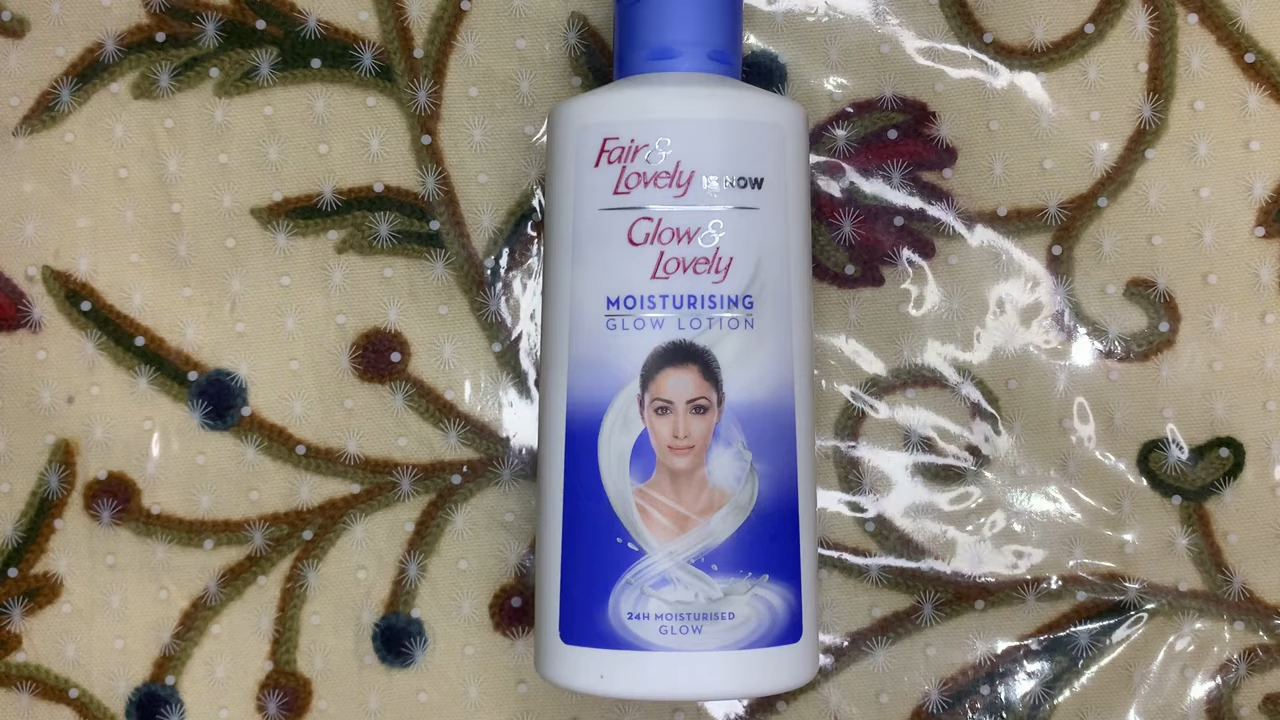 Fair &
Lovely IS NOW
Glow &
Lovely
MOISTURISING
GLOW LOTION
24H MOISTURISED
GLOW